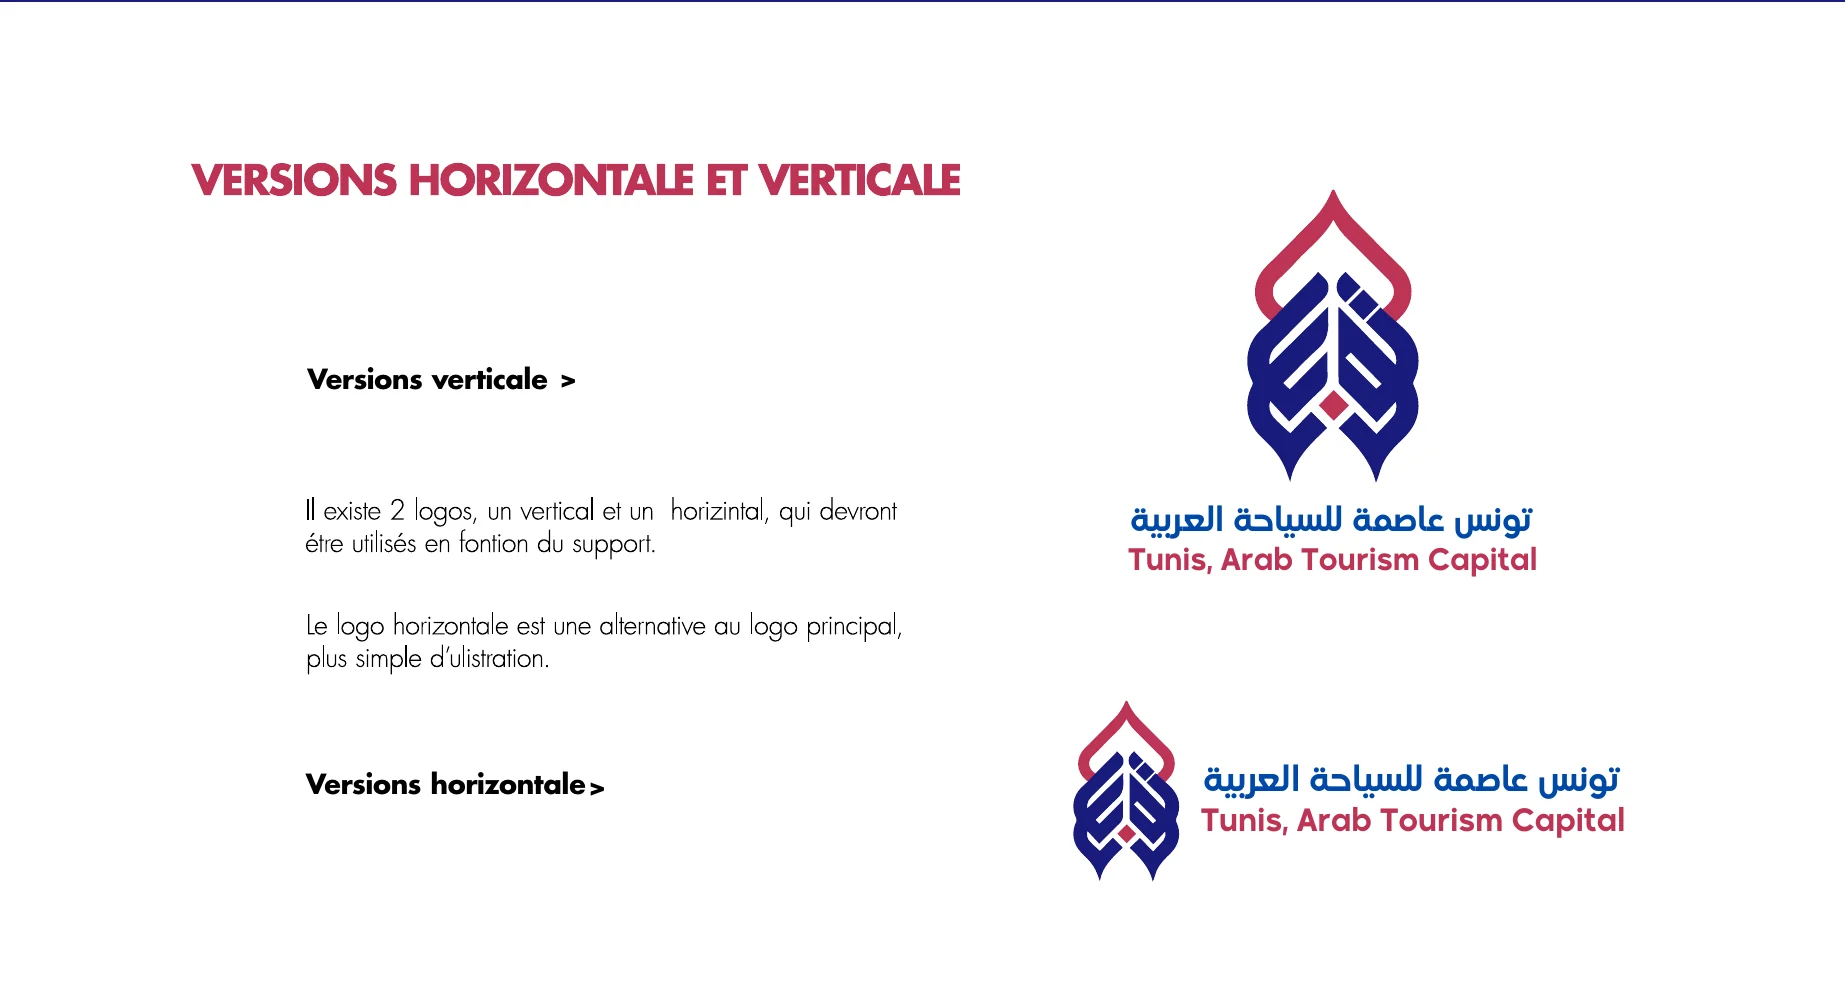 VERSIONS HORIZONTALE ET VERTICALE
Versions verticale >
Il existe 2 logos, un vertical et un horizintal, qui devront
étre utilisés en fontion du support.
Le logo horizontale est une alternative au logo principal,
plus simple d’ulistration.
Versions horizontale >
تونس عاصمة للسياحة العربية
Tunis, Arab Tourism Capital
تونس عاصمة للسياحة العربية
Tunis, Arab Tourism Capital